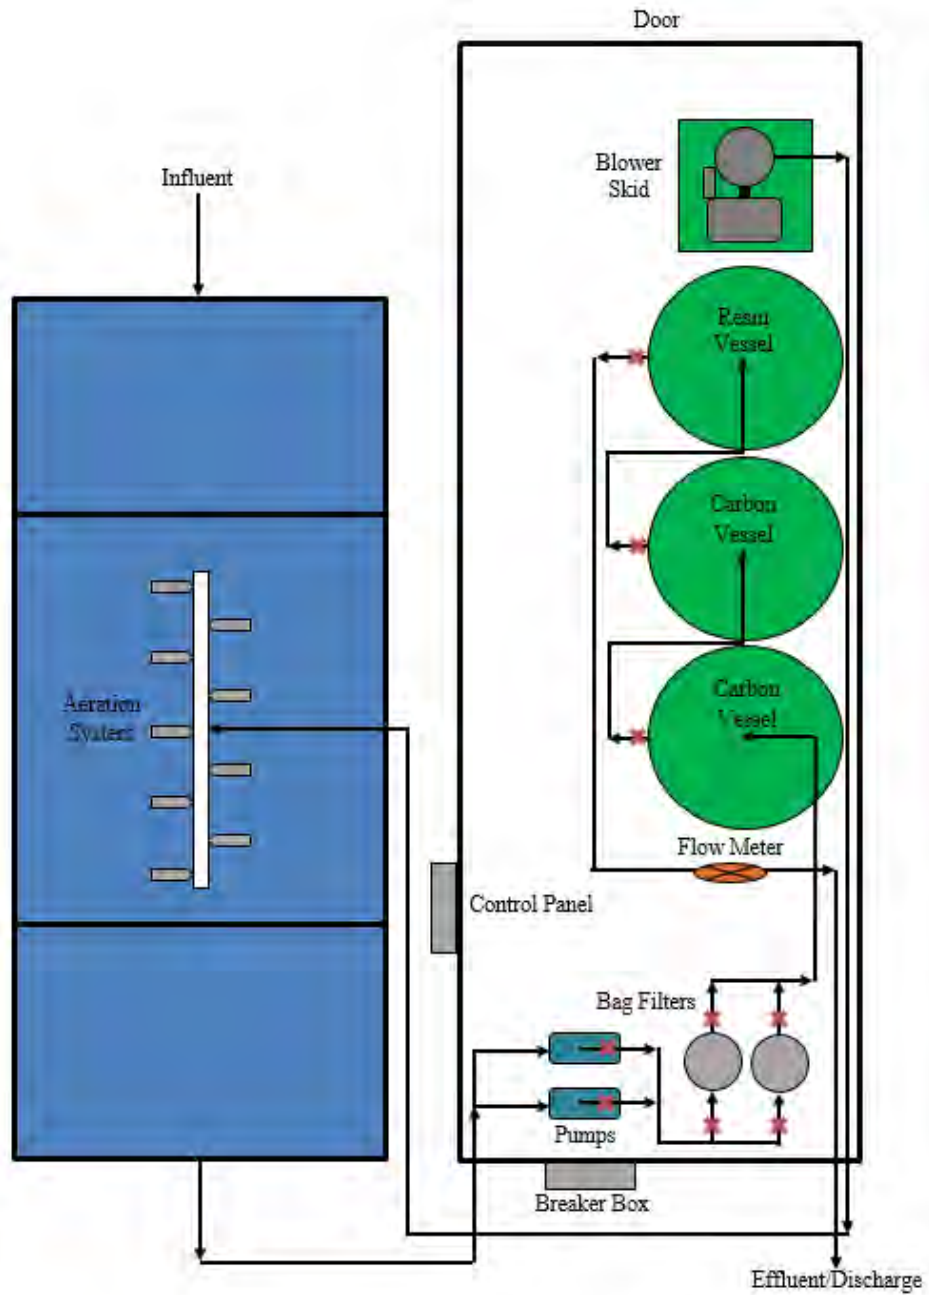 Door
Blower
Skid
Influent
Resin
Vessel
Carbon
Vessel
Aeration
System
Carbon
Vessel
Flow Meter
Control Panel
Bag Filters
Pumps
Breaker Box
Effluent/Discharge